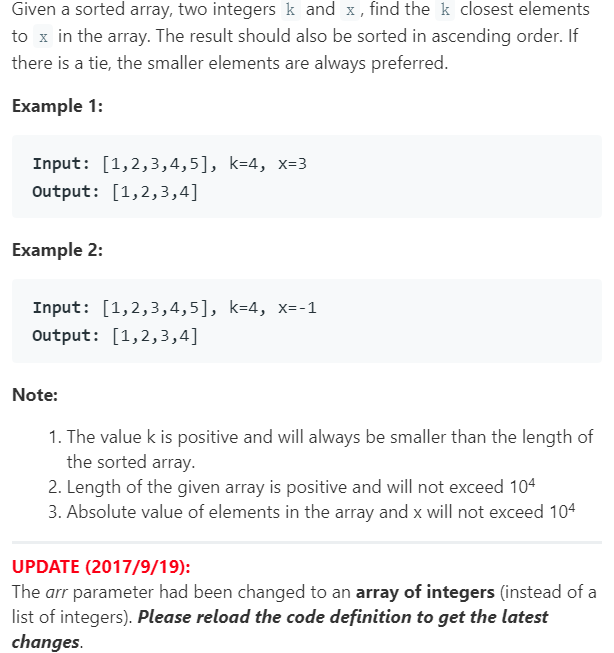 Given a sorted array, two integers k and x, find the k closest elements
to x in the array. The result should also be sorted in ascending order. If
there is a tie, the smaller elements are always preferred.
Example 1:
Input: [1,2,3,4,5], k=4, x=3
Output: [1,2,3,4]
Example 2:
Input: [1,2,3,4,5], k=4, x=-1
Output: [1,2,3,4]
Note:
1. The value k is positive and will always be smaller than the length of
the sorted array.
2. Length of the given array is positive and will not exceed 10⁴
3. Absolute value of elements in the array and x will not exceed 10⁴
UPDATE (2017/9/19):
The arr parameter had been changed to an array of integers (instead of a
list of integers). Please reload the code definition to get the latest
changes.